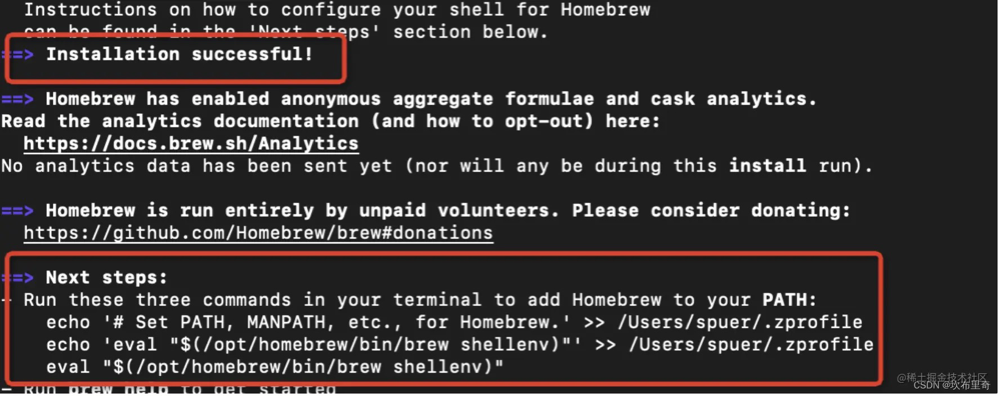 Instructions on how to configure your shell for Homebrew
can be found in the 'Next steps' section below.
==> Installation successful!
==> Homebrew has enabled anonymous aggregate formulae and cask analytics.
Read the analytics documentation (and how to opt-out) here:
https://docs.brew.sh/Analytics
No analytics data has been sent yet (nor will any be during this install run).
==> Homebrew is run entirely by unpaid volunteers. Please consider donating:
https://github.com/Homebrew/brew#donations
==> Next steps:
- Run these three commands in your terminal to add Homebrew to your PATH:
echo '# Set PATH, MANPATH, etc., for Homebrew.' >> /Users/spuer/.zprofile
echo 'eval "$(/opt/homebrew/bin/brew shellenv)"' >> /Users/spuer/.zprofile
eval "$(/opt/homebrew/bin/brew shellenv)"
- Run brew help to get started
@稀土掘金技术社区
CSDN @坎布里奇